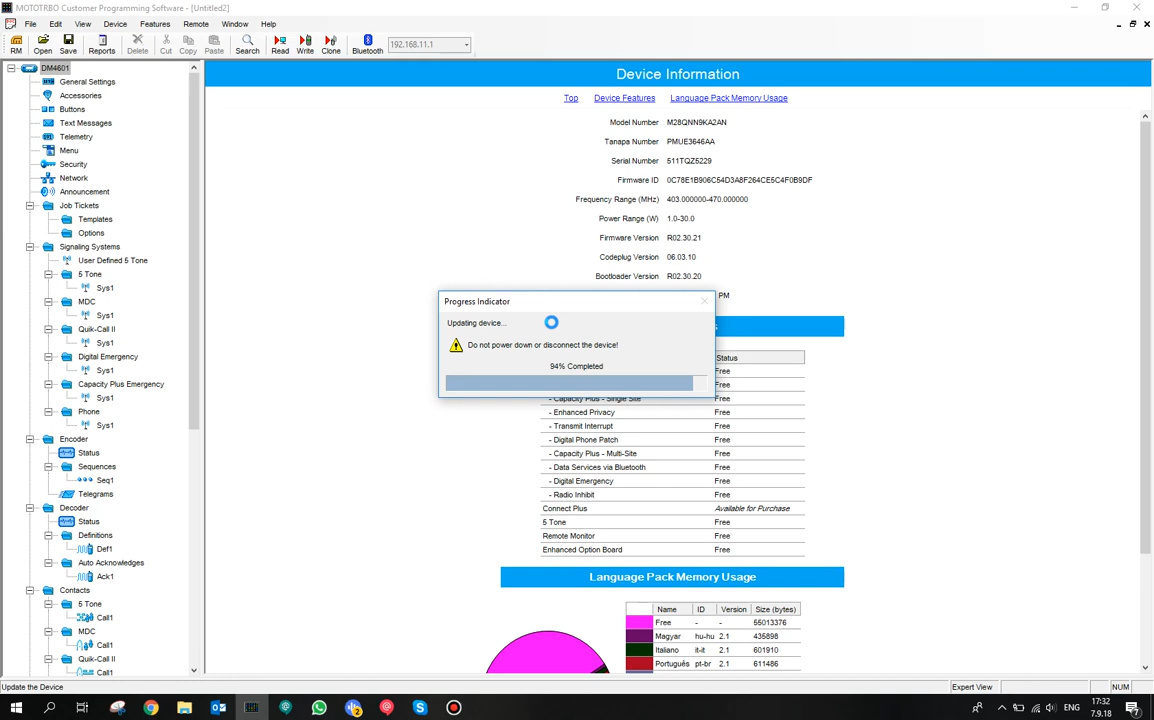 MOTOTRBO Customer Programming Software - [Untitled2]
File Edit View Device Features Remote Window Help
RM Open Save Reports Delete Cut Copy Paste Search Read Write Clone Bluetooth 192.168.11.1
DM4601
General Settings
Accessories
Buttons
Text Messages
Telemetry
Menu
Security
Network
Announcement
Job Tickets
Templates
Options
Signaling Systems
User Defined 5 Tone
5 Tone
Sys1
MDC
Sys1
Quik-Call II
Sys1
Digital Emergency
Sys1
Capacity Plus Emergency
Sys1
Phone
Sys1
Encoder
Status
Sequences
Seq1
Telegrams
Decoder
Status
Definitions
Def1
Auto Acknowledges
Ack1
Contacts
5 Tone
Call1
MDC
Call1
Quik-Call II
Call1
Device Information
Top Device Features Language Pack Memory Usage
Model Number M28QNN9KA2AN
Tanapa Number PMUE3646AA
Serial Number 511TQZ5229
Firmware ID 0C78E1B906C54D3A8F264CE5C4F0B9DF
Frequency Range (MHz) 403.000000-470.000000
Power Range (W) 1.0-30.0
Firmware Version R02.30.21
Codeplug Version 06.03.10
Bootloader Version R02.30.20
PM
Progress Indicator
Updating device...
Do not power down or disconnect the device!
94% Completed
Status
Free
Free
- Capacity Plus - Single Site Free
- Enhanced Privacy Free
- Transmit Interrupt Free
- Digital Phone Patch Free
- Capacity Plus - Multi-Site Free
- Data Services via Bluetooth Free
- Digital Emergency Free
- Radio Inhibit Free
Connect Plus Available for Purchase
5 Tone Free
Remote Monitor Free
Enhanced Option Board Free
Language Pack Memory Usage
Name ID Version Size (bytes)
Free - - 55013376
Magyar hu-hu 2.1 435898
Italiano it-it 2.1 601910
Português pt-br 2.1 611486
Update the Device Expert View NUM
ENG 17:32
7.9.18